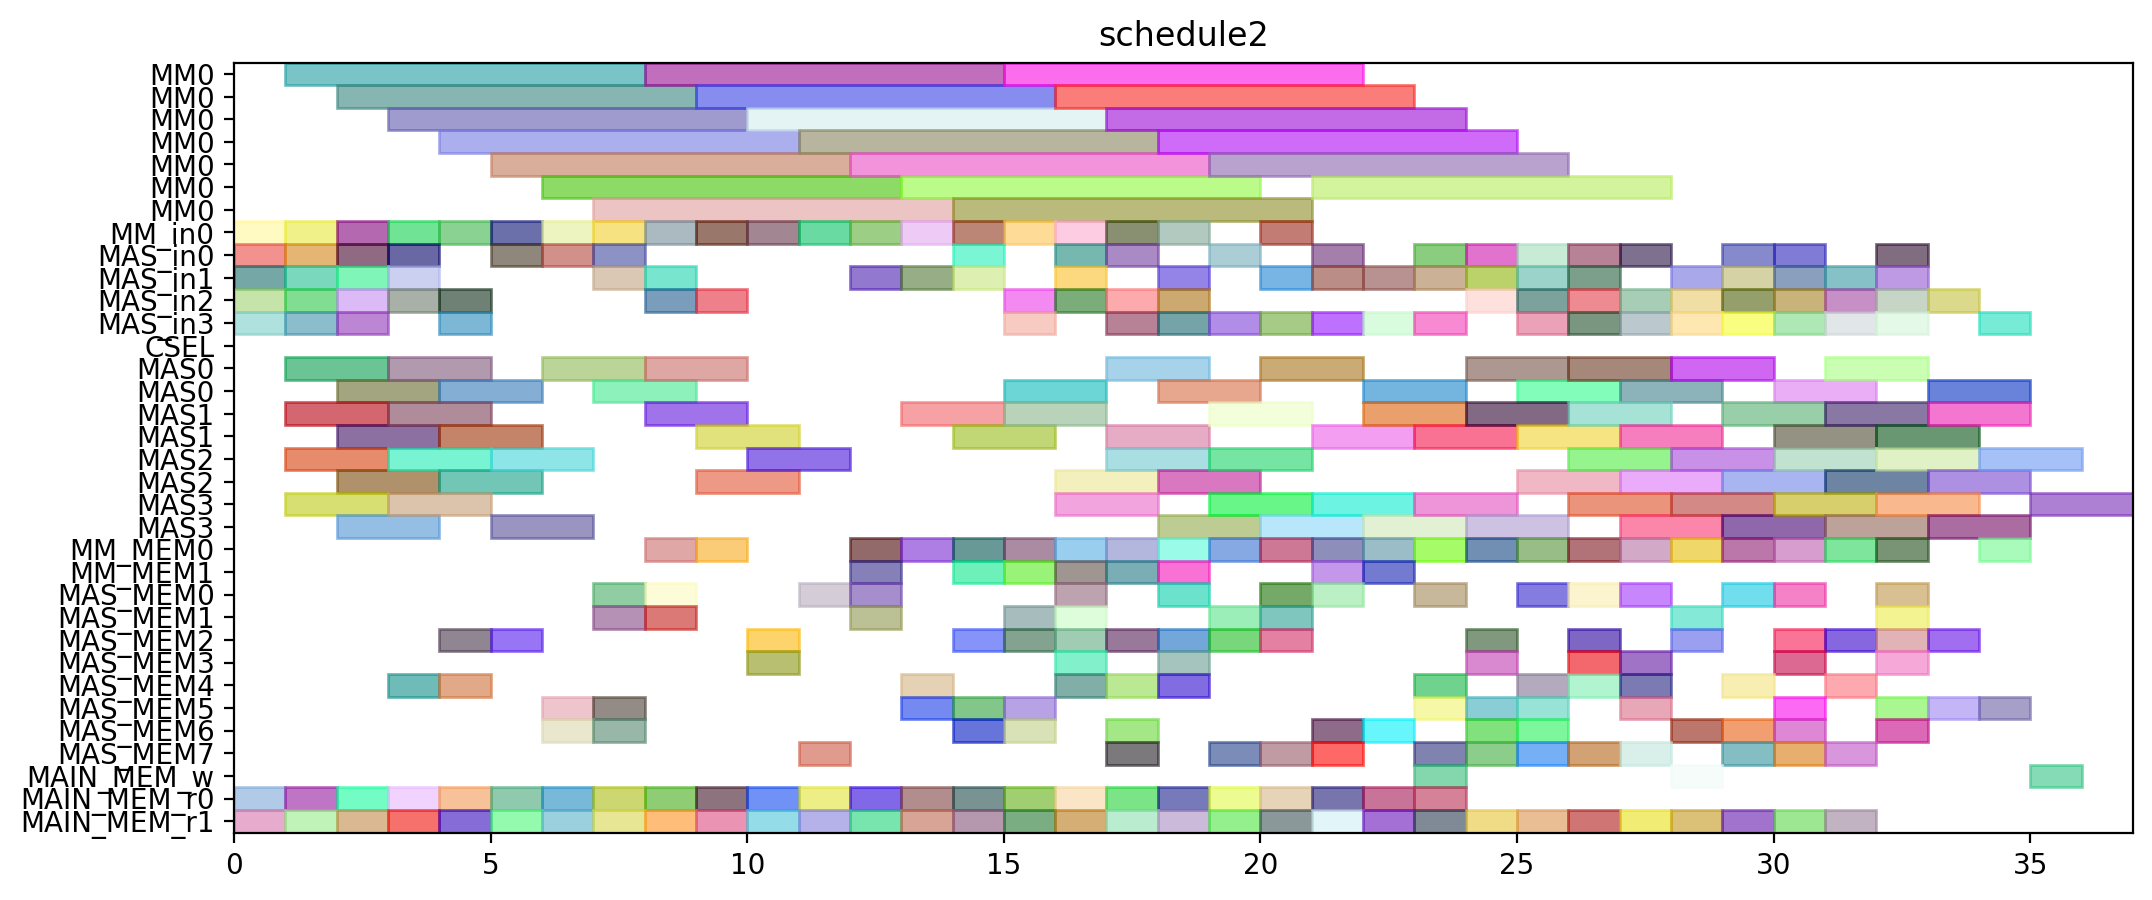 schedule2
MM0
MM0
MM0
MM0
MM0
MM0
MM0
MM_in0
MAS_in0
MAS_in1
MAS_in2
MAS_in3
CSEL
MAS0
MAS0
MAS1
MAS1
MAS2
MAS2
MAS3
MAS3
MM_MEM0
MM_MEM1
MAS_MEM0
MAS_MEM1
MAS_MEM2
MAS_MEM3
MAS_MEM4
MAS_MEM5
MAS_MEM6
MAS_MEM7
MAIN_MEM_w
MAIN_MEM_r0
MAIN_MEM_r1
0 5 10 15 20 25 30 35